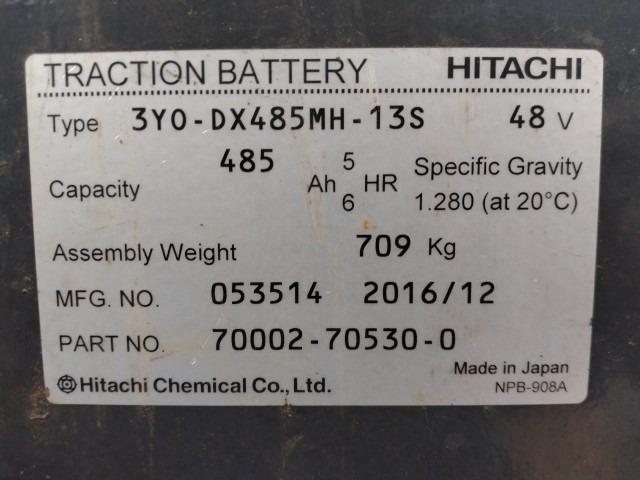 TRACTION BATTERY HITACHI
Type 3Y0-DX485MH-13S 48 V
Capacity 485 Ah 5 HR Specific Gravity
6 1.280 (at 20°C)
Assembly Weight 709 Kg
MFG. NO. 053514 2016/12
PART NO. 70002-70530-0
Hitachi Chemical Co., Ltd. Made in Japan
NPB-908A